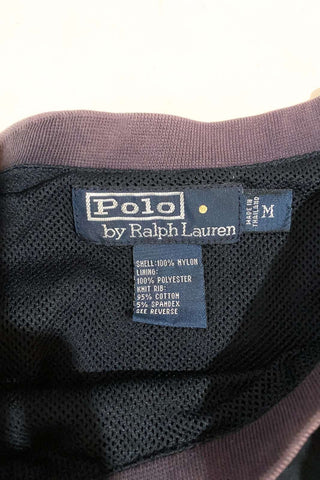 Polo
by Ralph Lauren
MADE IN
THAILAND
M
SHELL:100% NYLON
LINING:
100% POLYESTER
KNIT RIB:
95% COTTON
5% SPANDEX
SEE REVERSE